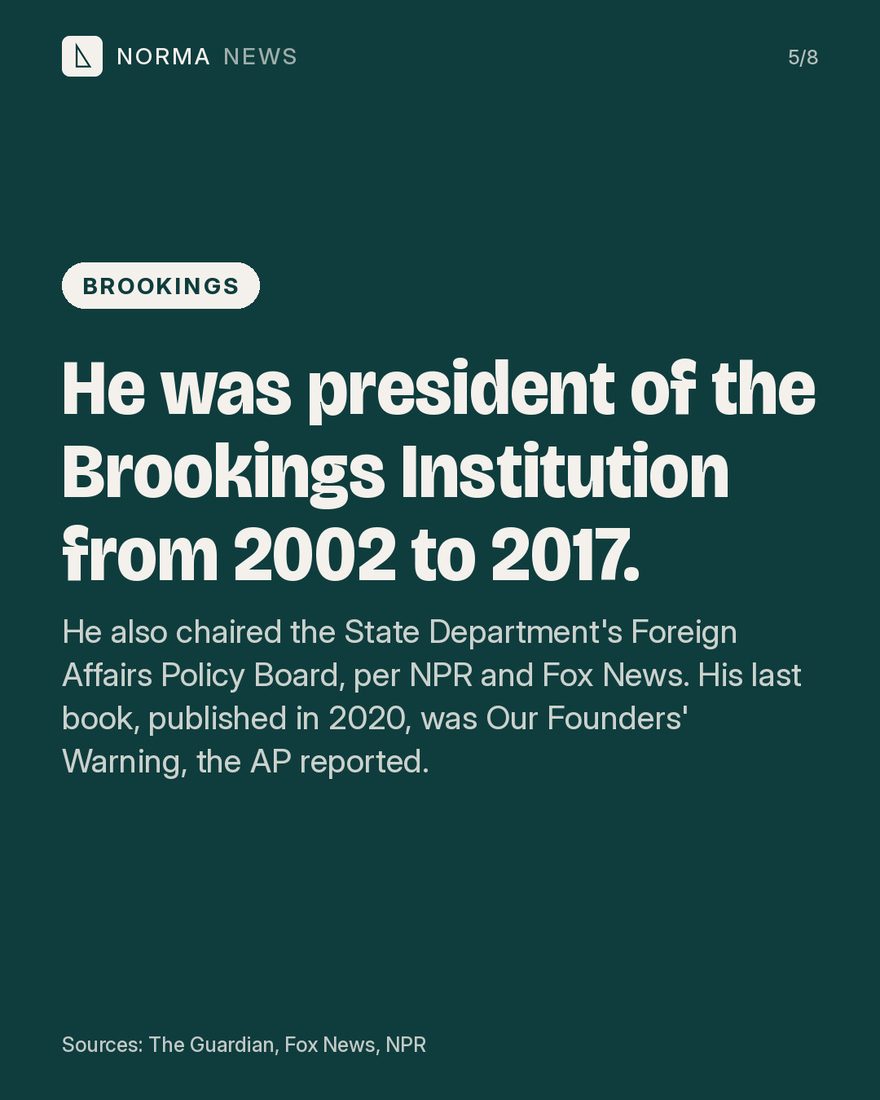 NORMA NEWS
5/8
BROOKINGS
He was president of the
Brookings Institution
from 2002 to 2017.
He also chaired the State Department's Foreign
Affairs Policy Board, per NPR and Fox News. His last
book, published in 2020, was Our Founders'
Warning, the AP reported.
Sources: The Guardian, Fox News, NPR